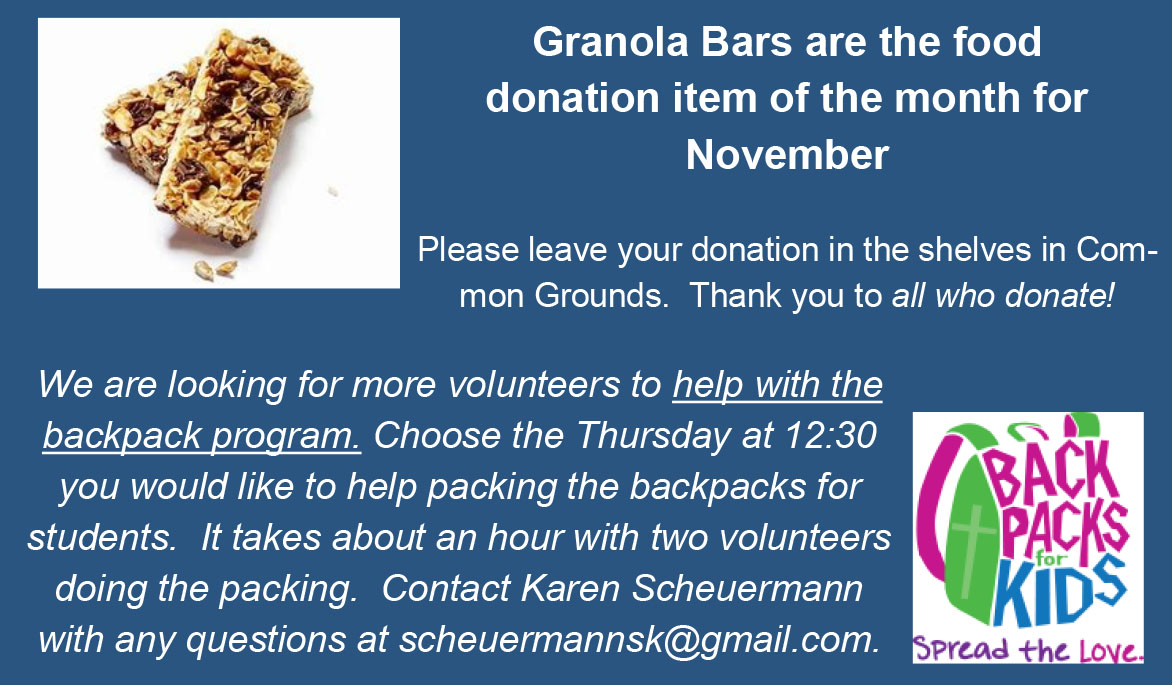 Granola Bars are the food
donation item of the month for
November
Please leave your donation in the shelves in Com-
mon Grounds.  Thank you to all who donate!
We are looking for more volunteers to help with the
backpack program. Choose the Thursday at 12:30
you would like to help packing the backpacks for
students.  It takes about an hour with two volunteers
doing the packing.  Contact Karen Scheuermann
with any questions at scheuermannsk@gmail.com.
BACK
PACKS
for
KIDS
Spread the Love.